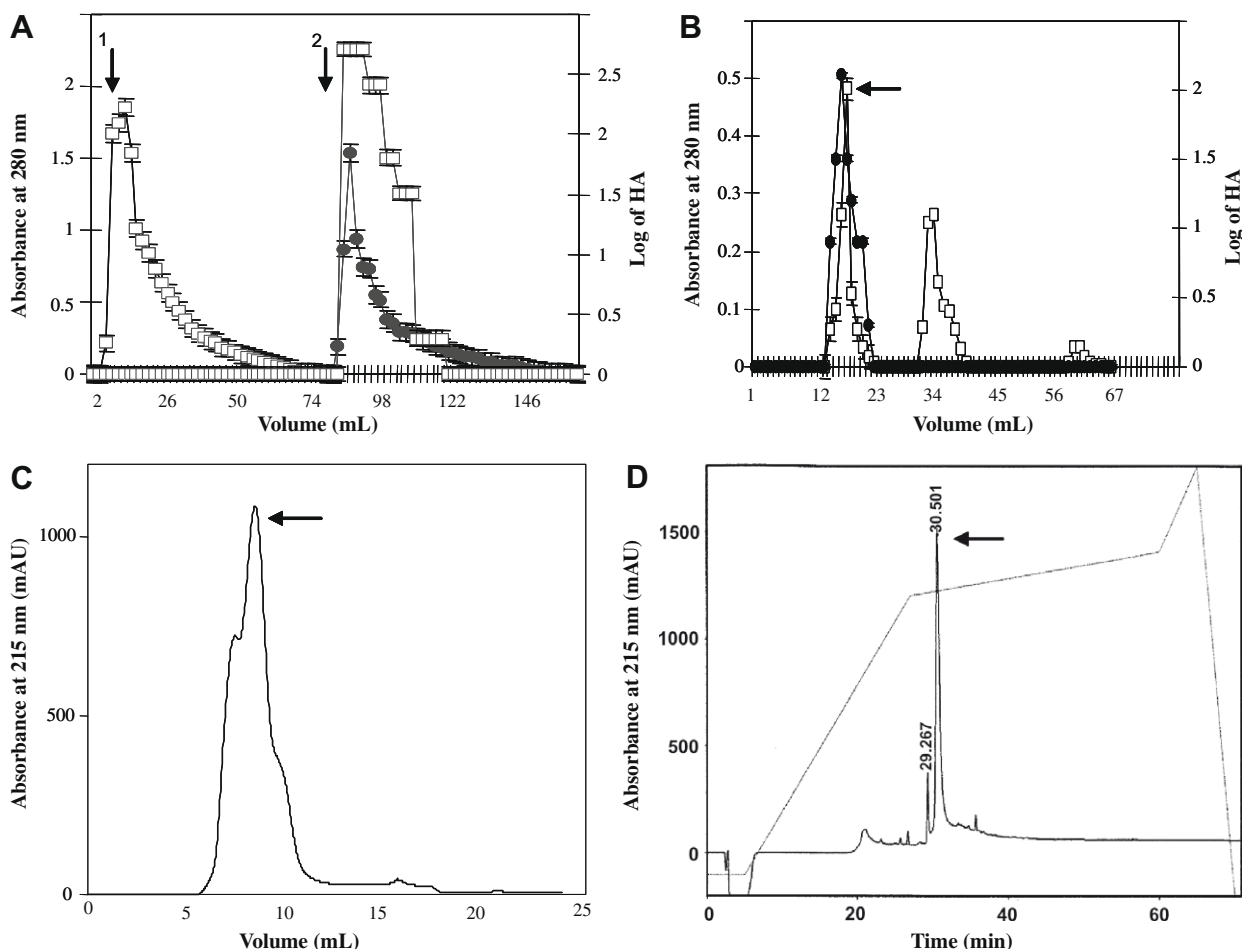 A
1
2
Absorbance at 280 nm
2
1.5
1
0.5
0
2.5
2
1.5
1
0.5
0
Log of HA
2 26 50 74 98 122 146
Volume (mL)
B
Absorbance at 280 nm
0.5
0.4
0.3
0.2
0.1
0
2
1.5
1
0.5
0
Log of HA
1 12 23 34 45 56 67
Volume (mL)
C
Absorbance at 215 nm (mAU)
1000
500
0
0 5 10 15 20 25
Volume (mL)
D
Absorbance at 215 nm (mAU)
1500
1000
500
0
30.501
29.267
0 20 40 60
Time (min)